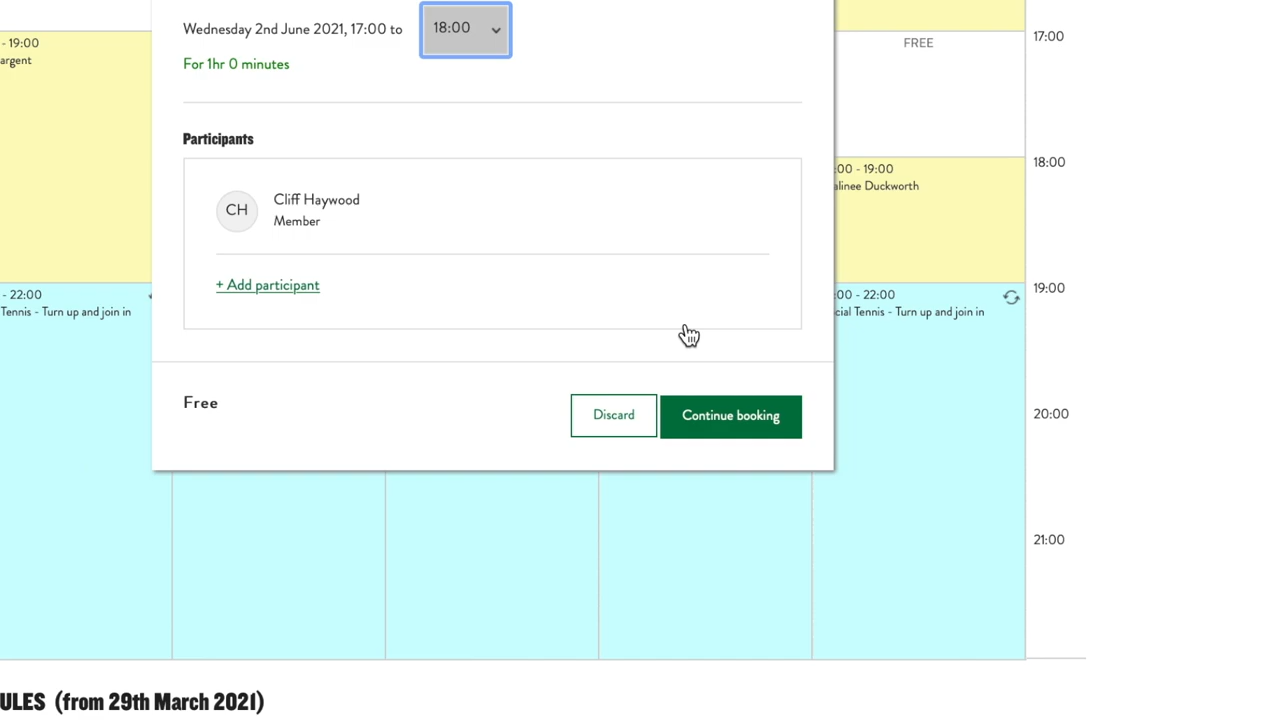 Wednesday 2nd June 2021, 17:00 to
18:00
For 1hr 0 minutes
Participants
CH
Cliff Haywood
Member
+ Add participant
Free
Discard
Continue booking
- 19:00
argent
- 22:00
Tennis - Turn up and join in
FREE
:00 - 19:00
alinee Duckworth
:00 - 22:00
cial Tennis - Turn up and join in
17:00
18:00
19:00
20:00
21:00
ULES (from 29th March 2021)